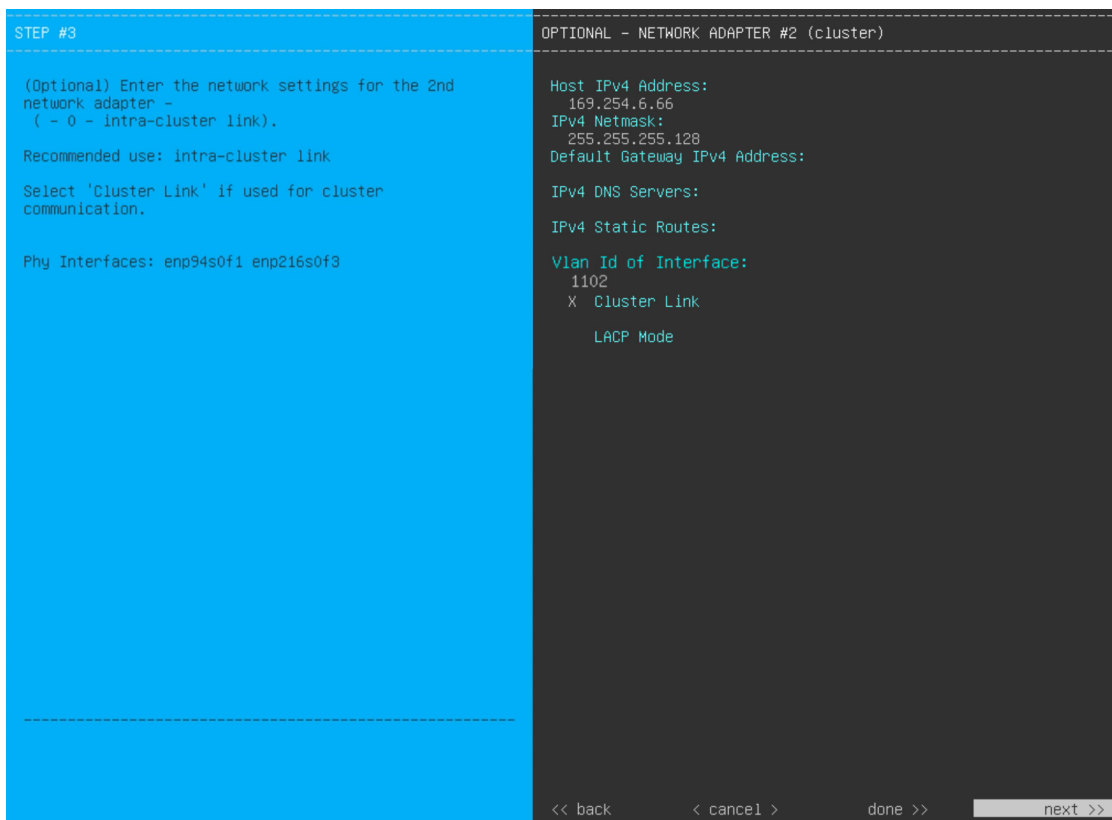 STEP #3
(Optional) Enter the network settings for the 2nd
network adapter -
( - 0 - intra-cluster link).
Recommended use: intra-cluster link
Select 'Cluster Link' if used for cluster
communication.
Phy Interfaces: enp94s0f1 enp216s0f3
OPTIONAL - NETWORK ADAPTER #2 (cluster)
Host IPv4 Address:
169.254.6.66
IPv4 Netmask:
255.255.255.128
Default Gateway IPv4 Address:
IPv4 DNS Servers:
IPv4 Static Routes:
Vlan Id of Interface:
1102
X Cluster Link
LACP Mode
<< back < cancel > done >> next >>